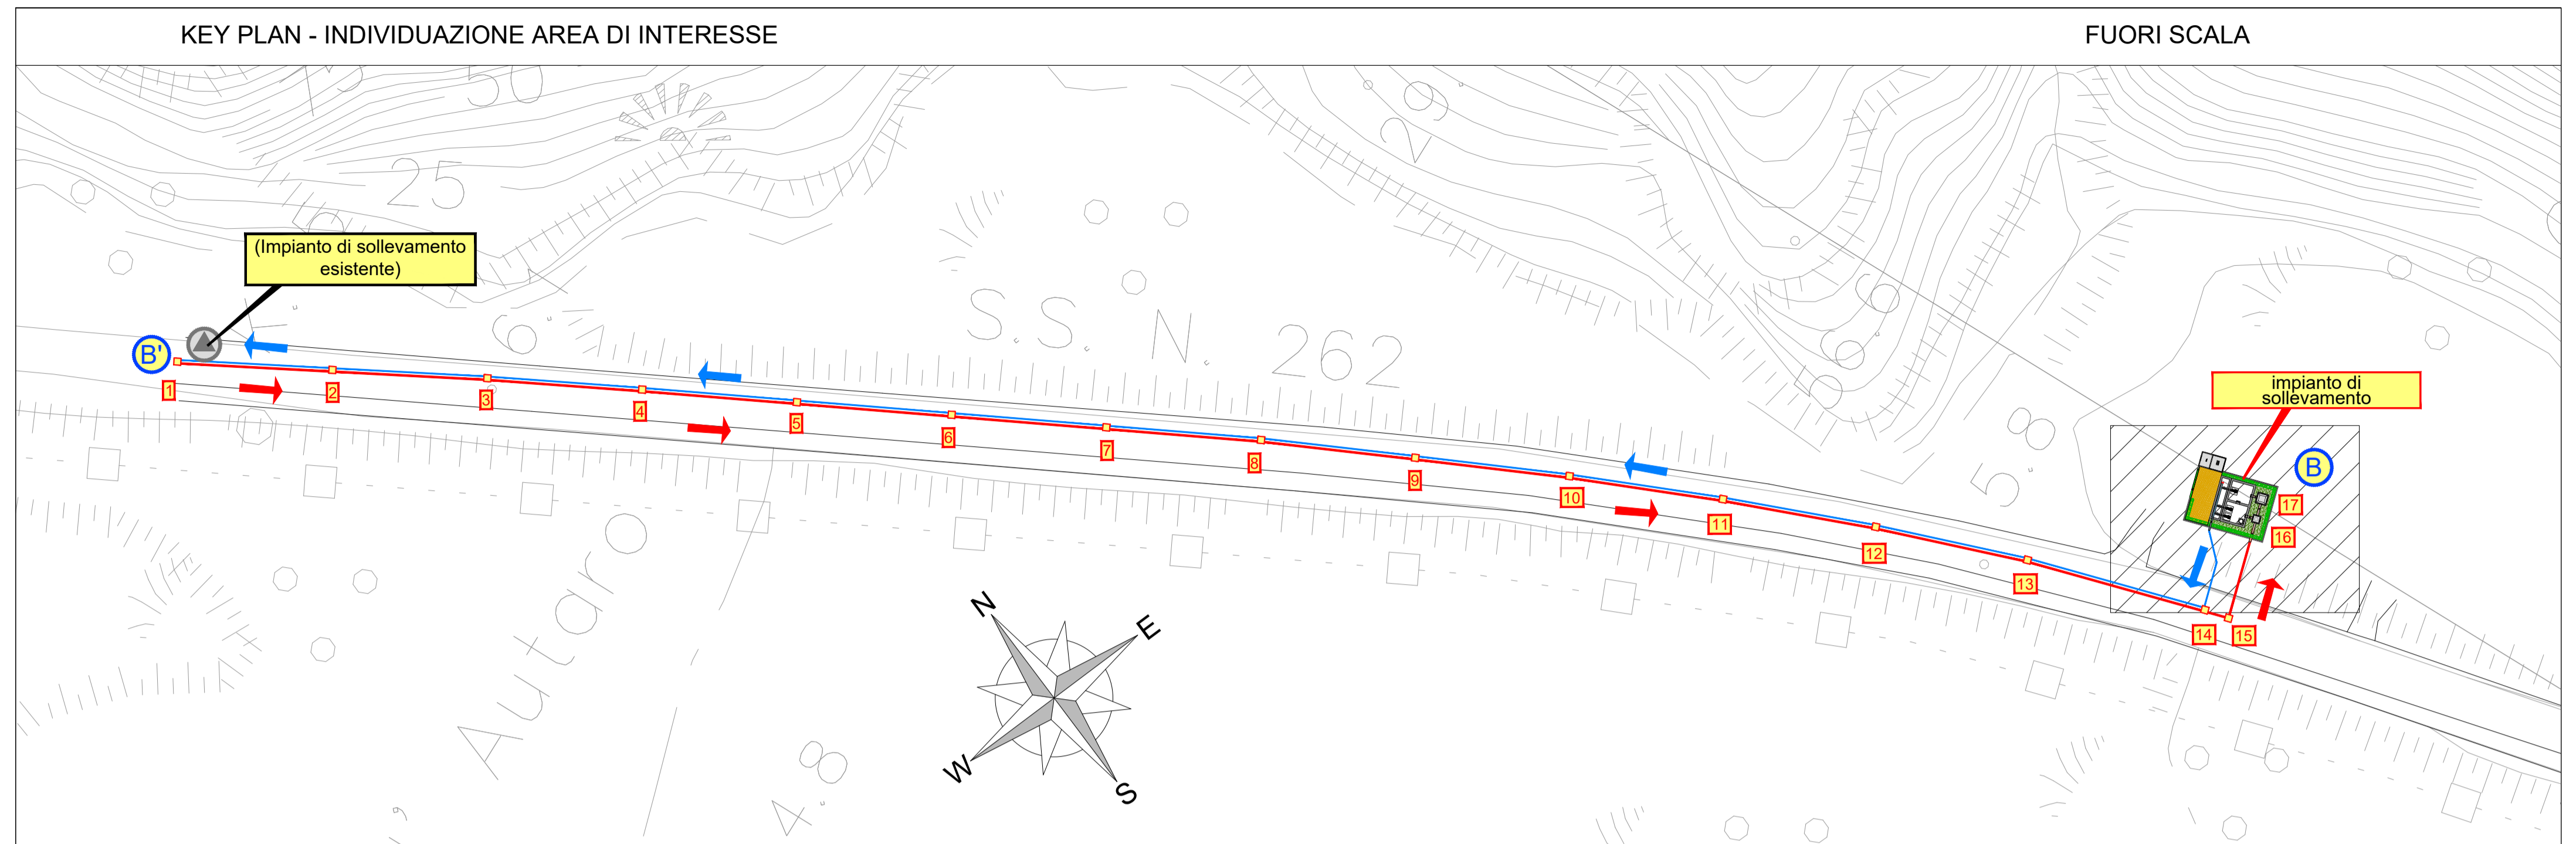 KEY PLAN - INDIVIDUAZIONE AREA DI INTERESSE
FUORI SCALA
25
(Impianto di sollevamento
esistente)
B'
S.S. N. 262
impianto di
sollevamento
B
1
2
3
4
5
6
7
8
9
10
11
12
13
14
15
16
17
N
E
W
S